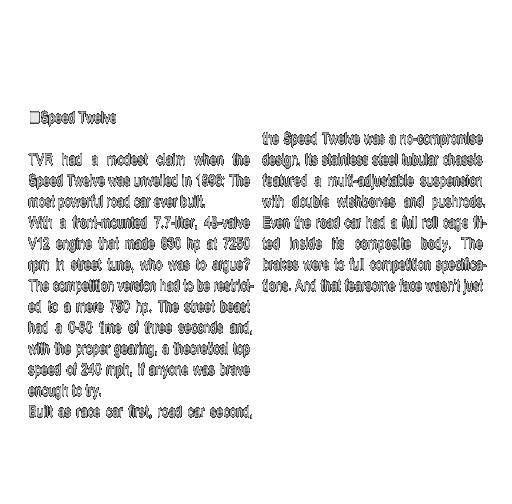 Speed Twelve
TVR had a modest claim when the
Speed Twelve was unveiled in 1998: The
most powerful road car ever built.
With a front-mounted 7.7-liter, 48-valve
V12 engine that made 830 hp at 7250
rpm in street tune, who was to argue?
The competition version had to be restrict-
ed to a mere 750 hp. The street beast
had a 0-60 time of three seconds and,
with the proper gearing, a theoretical top
speed of 240 mph, if anyone was brave
enough to try.
Built as race car first, road car second,
the Speed Twelve was a no-compromise
design. Its stainless steel tubular chassis
featured a multi-adjustable suspension
with double wishbones and pushrods.
Even the road car had a full roll cage fit-
ted inside its composite body. The
brakes were to full competition specifica-
tions. And that fearsome face wasn't just